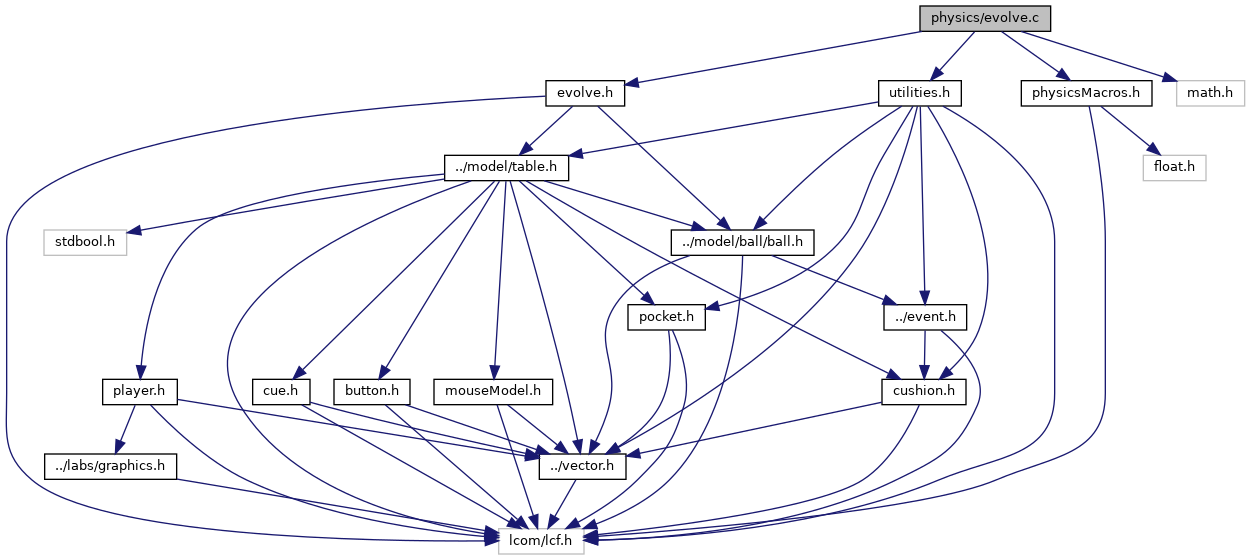 physics/evolve.c
evolve.h
utilities.h
physicsMacros.h
math.h
../model/table.h
float.h
stdbool.h
../model/ball/ball.h
pocket.h
../event.h
player.h
cue.h
button.h
mouseModel.h
cushion.h
../labs/graphics.h
../vector.h
lcom/lcf.h